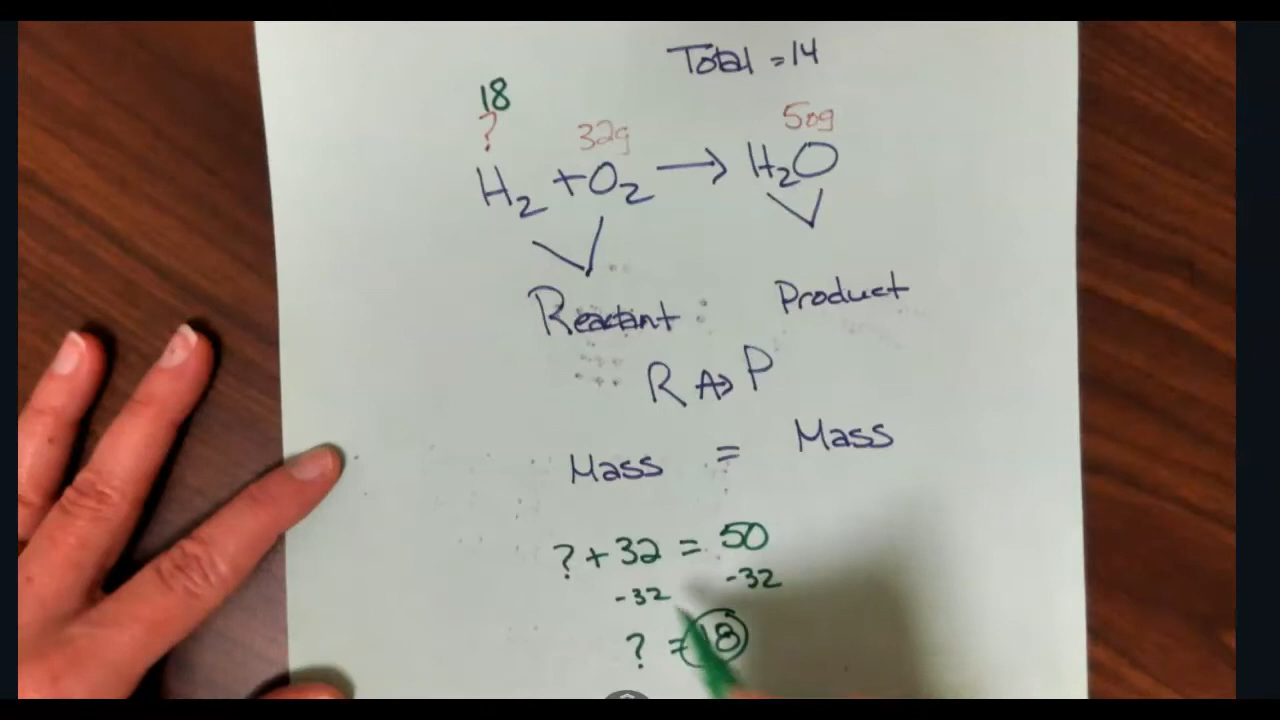 Total = 14
18
? 32g 50g
H₂ + O₂ → H₂O
Reactant Product
R → P
Mass = Mass
? + 32 = 50
-32 -32
? = 18